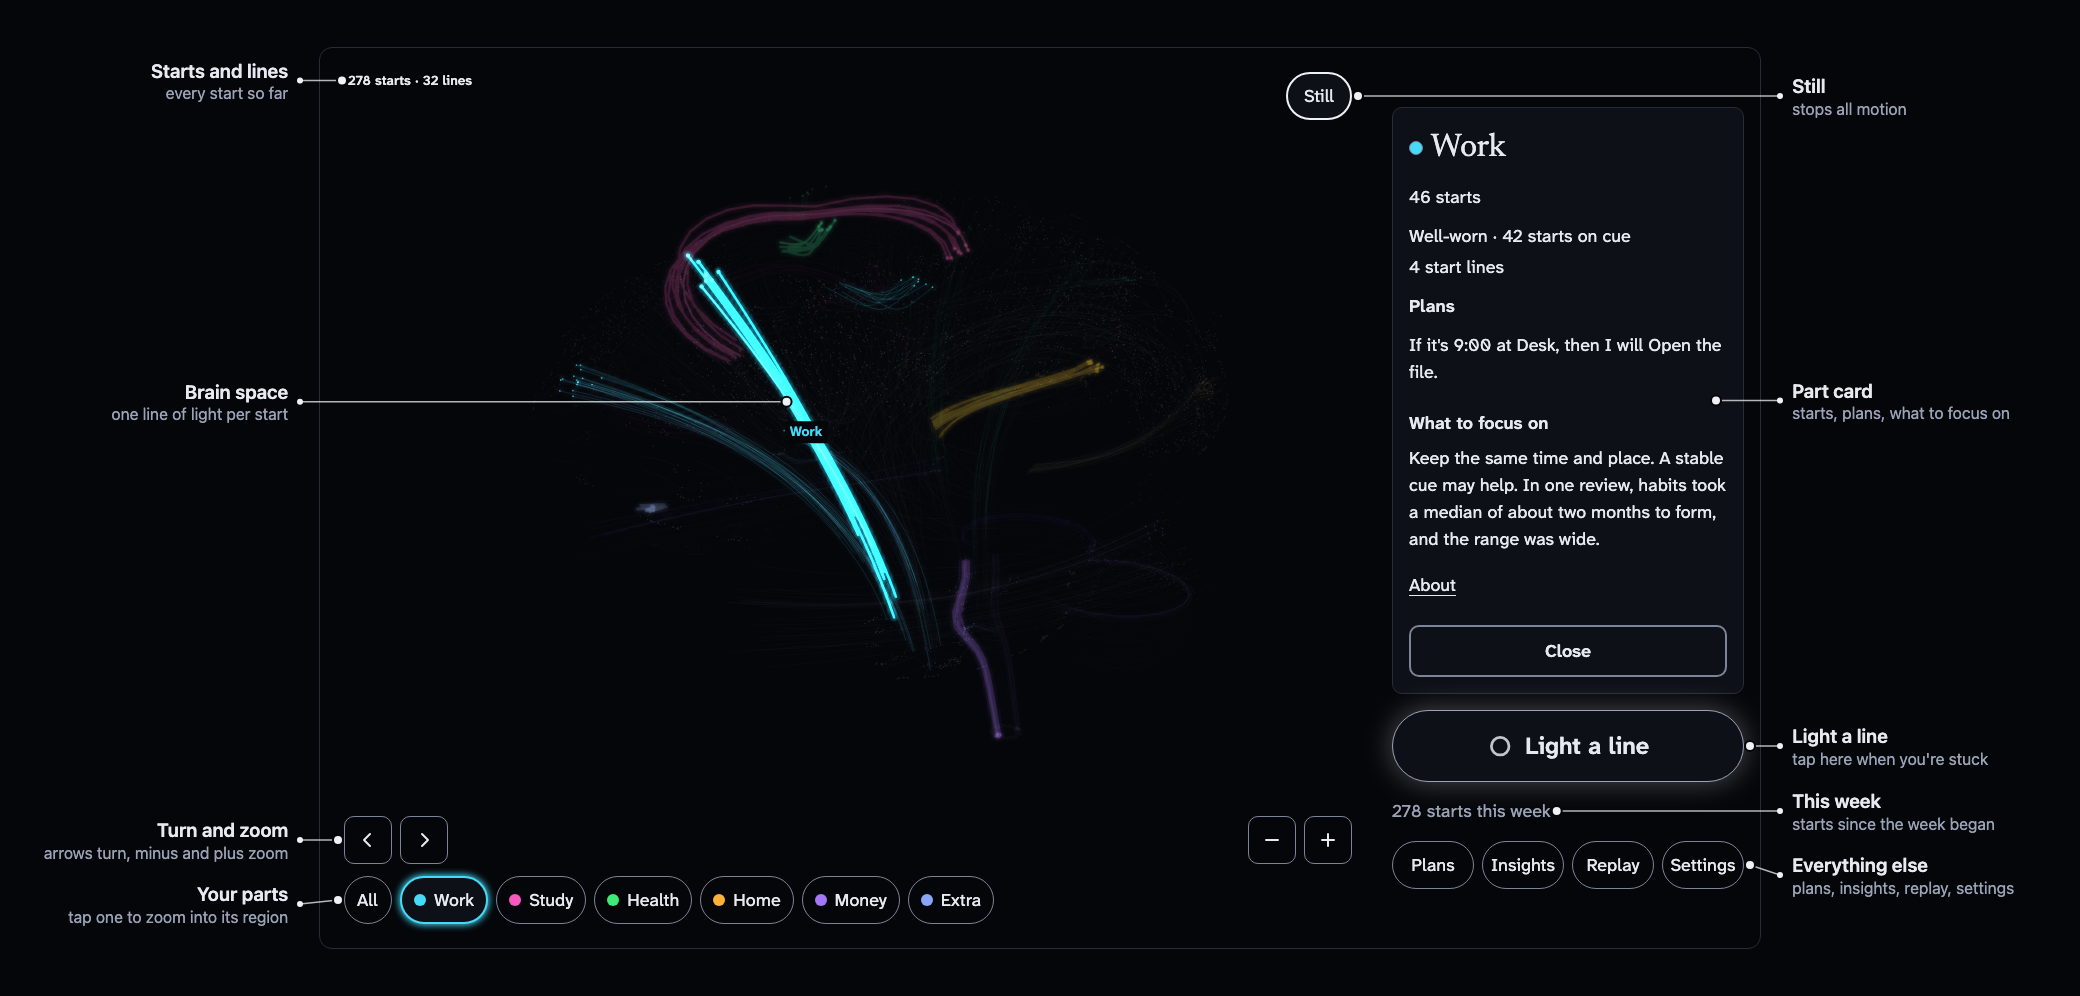 Starts and lines
every start so far
278 starts · 32 lines
Still
Still
stops all motion
Work
46 starts
Well-worn · 42 starts on cue
4 start lines
Plans
If it's 9:00 at Desk, then I will Open the
file.
What to focus on
Keep the same time and place. A stable
cue may help. In one review, habits took
a median of about two months to form,
and the range was wide.
About
Close
Part card
starts, plans, what to focus on
Brain space
one line of light per start
Work
Light a line
Light a line
tap here when you're stuck
278 starts this week
This week
starts since the week began
Plans
Insights
Replay
Settings
Everything else
plans, insights, replay, settings
Turn and zoom
arrows turn, minus and plus zoom
Your parts
tap one to zoom into its region
All
Work
Study
Health
Home
Money
Extra